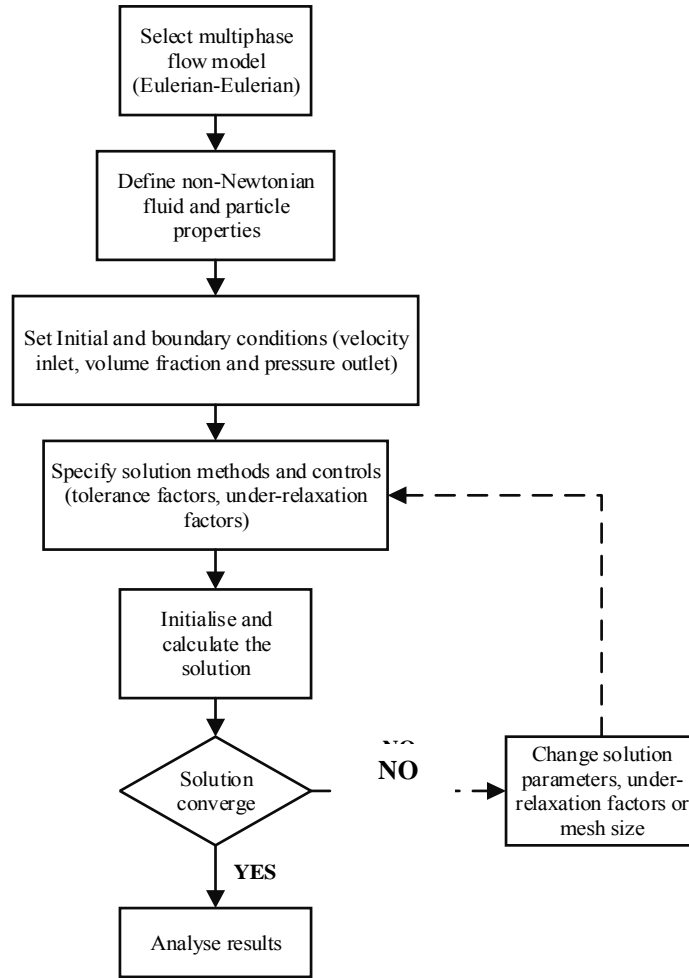 Select multiphase
flow model
(Eulerian-Eulerian)
Define non-Newtonian
fluid and particle
properties
Set Initial and boundary conditions (velocity
inlet, volume fraction and pressure outlet)
Specify solution methods and controls
(tolerance factors, under-relaxation
factors)
Initialise and
calculate the
solution
Solution
converge
NO
Change solution
parameters, under-
relaxation factors or
mesh size
YES
Analyse results